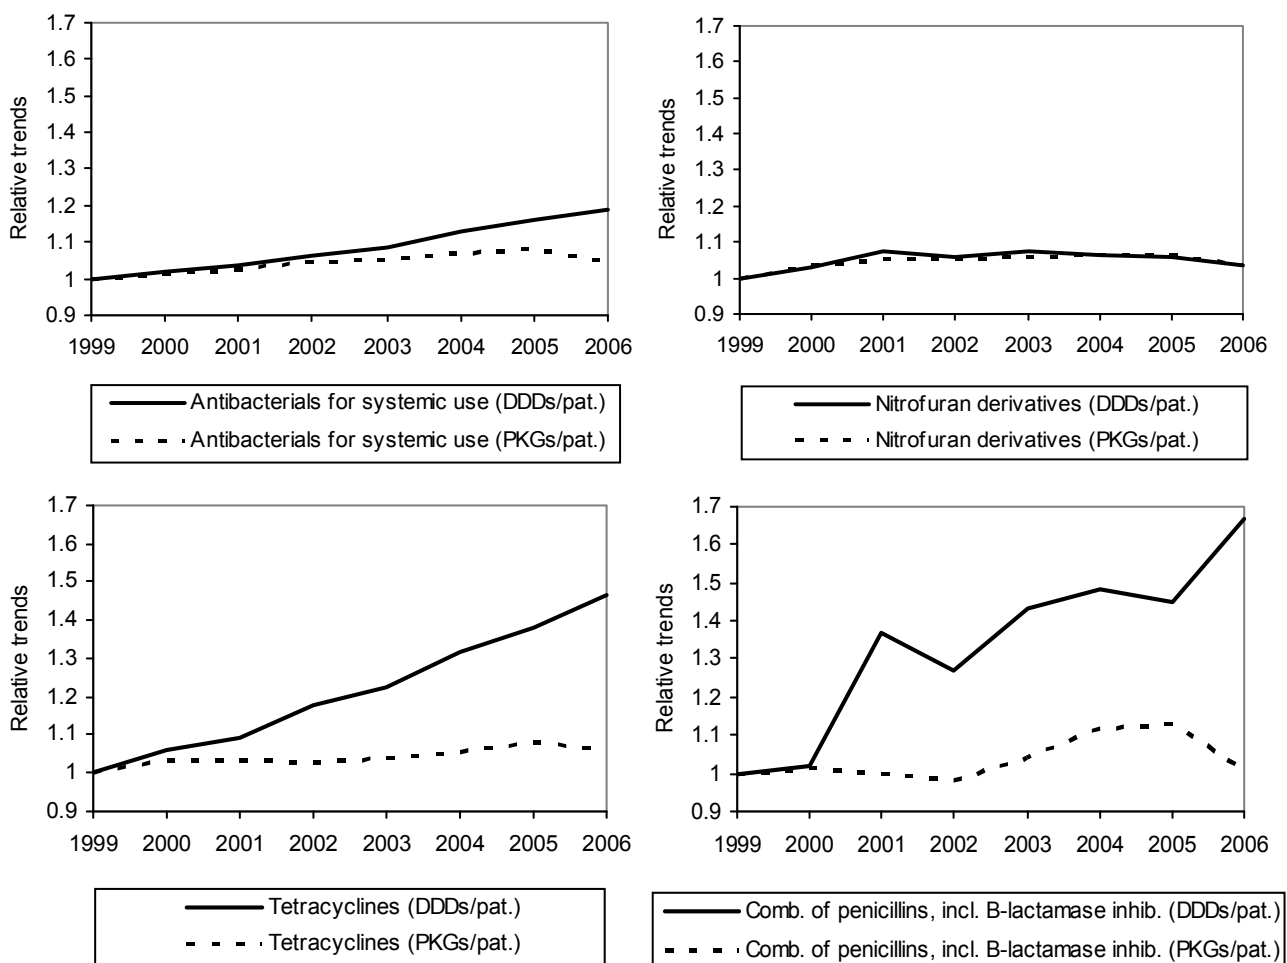 Relative trends
1.7
1.6
1.5
1.4
1.3
1.2
1.1
1
0.9
1999 2000 2001 2002 2003 2004 2005 2006
Antibacterials for systemic use (DDDs/pat.)
Antibacterials for systemic use (PKGs/pat.)
Relative trends
1.7
1.6
1.5
1.4
1.3
1.2
1.1
1
0.9
1999 2000 2001 2002 2003 2004 2005 2006
Nitrofuran derivatives (DDDs/pat.)
Nitrofuran derivatives (PKGs/pat.)
Relative trends
1.7
1.6
1.5
1.4
1.3
1.2
1.1
1
0.9
1999 2000 2001 2002 2003 2004 2005 2006
Tetracyclines (DDDs/pat.)
Tetracyclines (PKGs/pat.)
Relative trends
1.7
1.6
1.5
1.4
1.3
1.2
1.1
1
0.9
1999 2000 2001 2002 2003 2004 2005 2006
Comb. of penicillins, incl. B-lactamase inhib. (DDDs/pat.)
Comb. of penicillins, incl. B-lactamase inhib. (PKGs/pat.)